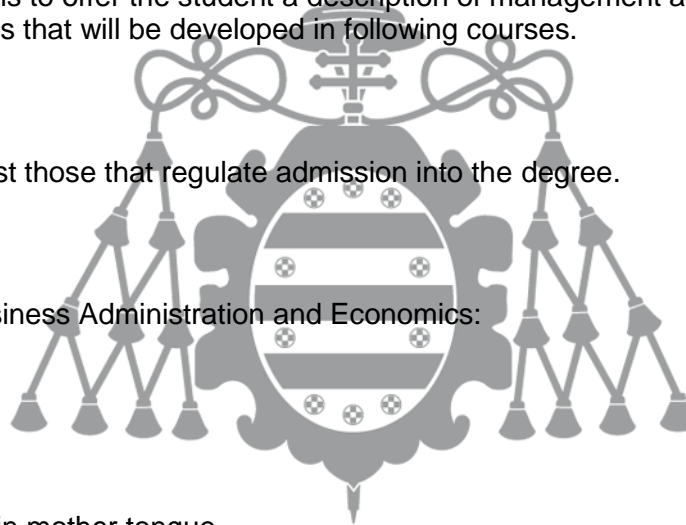 is to offer the student a description of management a
s that will be developed in following courses.
st those that regulate admission into the degree.
siness Administration and Economics:
in mother tongue